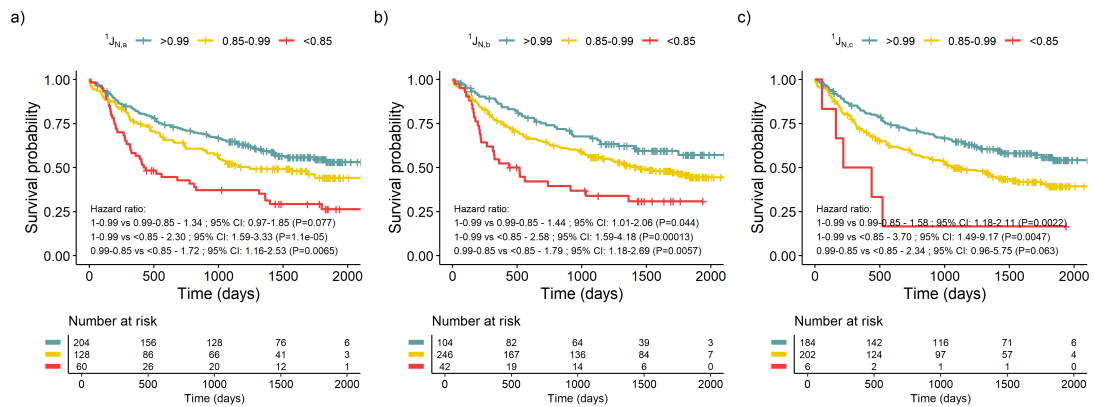 a)
¹J_N,a >0.99 0.85-0.99 <0.85
Survival probability
1.00
0.75
0.50
0.25
0.00
Hazard ratio:
1-0.99 vs 0.99-0.85 - 1.34 ; 95% CI: 0.97-1.85 (P=0.077)
1-0.99 vs <0.85 - 2.30 ; 95% CI: 1.59-3.33 (P=1.1e-05)
0.99-0.85 vs <0.85 - 1.72 ; 95% CI: 1.16-2.53 (P=0.0065)
0 500 1000 1500 2000
Time (days)
Number at risk
204 156 128 76 6
128 86 66 41 3
60 26 20 12 1
0 500 1000 1500 2000
Time (days)
b)
¹J_N,b >0.99 0.85-0.99 <0.85
Survival probability
1.00
0.75
0.50
0.25
0.00
Hazard ratio:
1-0.99 vs 0.99-0.85 - 1.44 ; 95% CI: 1.01-2.06 (P=0.044)
1-0.99 vs <0.85 - 2.58 ; 95% CI: 1.59-4.18 (P=0.00013)
0.99-0.85 vs <0.85 - 1.79 ; 95% CI: 1.18-2.69 (P=0.0057)
0 500 1000 1500 2000
Time (days)
Number at risk
104 82 64 39 3
246 167 136 84 7
42 19 14 6 0
0 500 1000 1500 2000
Time (days)
c)
¹J_N,c >0.99 0.85-0.99 <0.85
Survival probability
1.00
0.75
0.50
0.25
0.00
Hazard ratio:
1-0.99 vs 0.99-0.85 - 1.58 ; 95% CI: 1.18-2.11 (P=0.0022)
1-0.99 vs <0.85 - 3.70 ; 95% CI: 1.49-9.17 (P=0.0047)
0.99-0.85 vs <0.85 - 2.34 ; 95% CI: 0.96-5.75 (P=0.063)
0 500 1000 1500 2000
Time (days)
Number at risk
184 142 116 71 6
202 124 97 57 4
6 2 1 1 0
0 500 1000 1500 2000
Time (days)